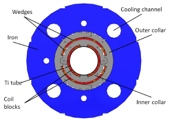 Wedges
Cooling channel
Iron
Outer collar
Ti tube
Coil
blocks
Inner collar